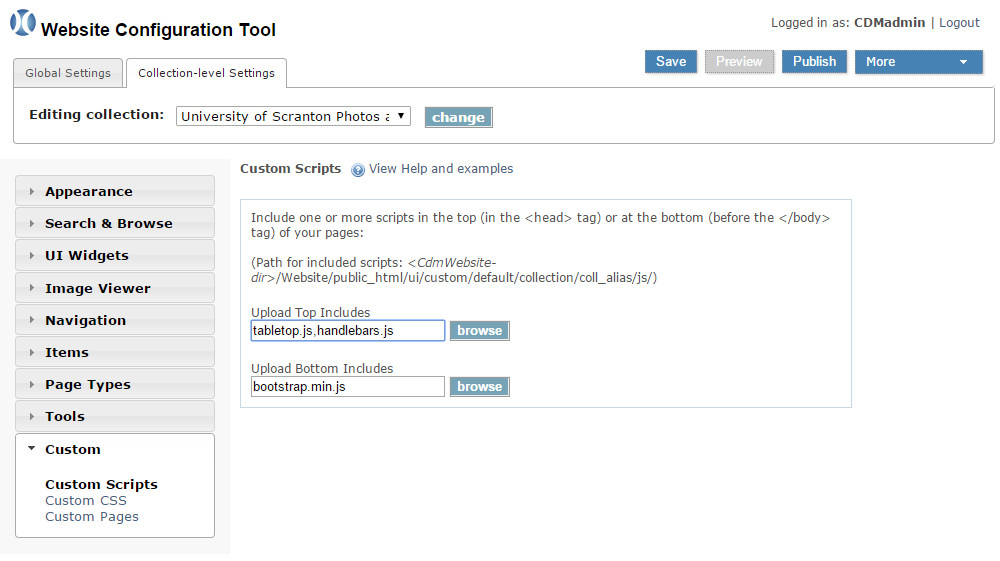 Website Configuration Tool
Logged in as: CDMadmin | Logout
Global Settings
Collection-level Settings
Save
Preview
Publish
More
Editing collection:
University of Scranton Photos a
change
Appearance
Search & Browse
UI Widgets
Image Viewer
Navigation
Items
Page Types
Tools
Custom
Custom Scripts
Custom CSS
Custom Pages
Custom Scripts
? View Help and examples
Include one or more scripts in the top (in the <head> tag) or at the bottom (before the </body>
tag) of your pages:
(Path for included scripts: <CdmWebsite-
dir>/Website/public_html/ui/custom/default/collection/coll_alias/js/)
Upload Top Includes
tabletop.js,handlebars.js
browse
Upload Bottom Includes
bootstrap.min.js
browse